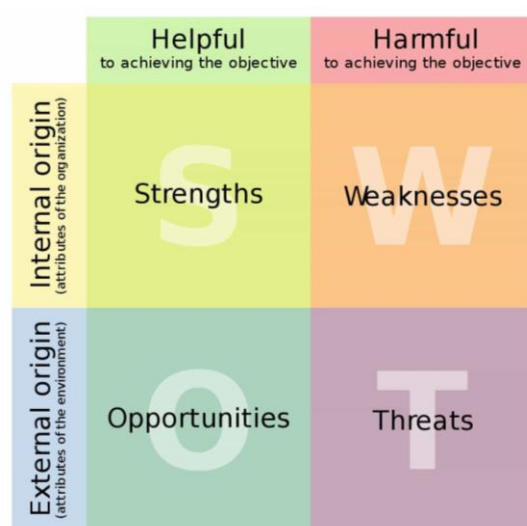 Helpful
to achieving the objective
Harmful
to achieving the objective
Internal origin
(attributes of the organization)
S
Strengths
W
Weaknesses
External origin
(attributes of the environment)
O
Opportunities
T
Threats